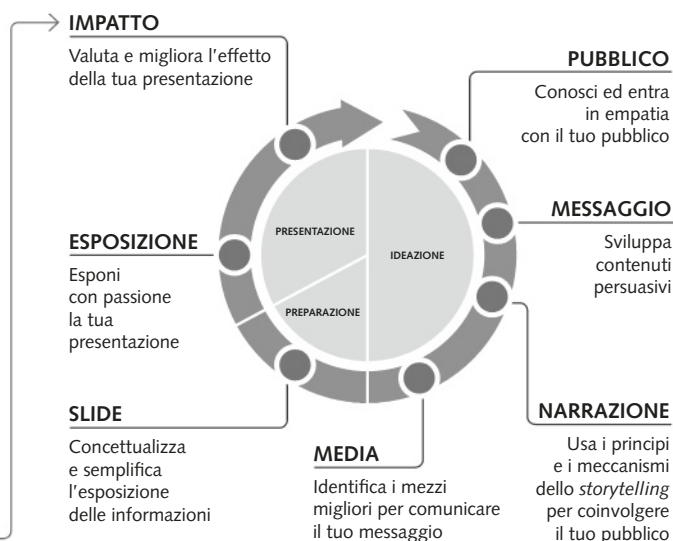 IMPATTO
Valuta e migliora l'effetto
della tua presentazione
PUBBLICO
Conosci ed entra
in empatia
con il tuo pubblico
MESSAGGIO
Sviluppa
contenuti
persuasivi
PRESENTAZIONE
IDEAZIONE
PREPARAZIONE
ESPOSIZIONE
Esponi
con passione
la tua
presentazione
SLIDE
Concettualizza
e semplifica
l'esposizione
delle informazioni
MEDIA
Identifica i mezzi
migliori per comunicare
il tuo messaggio
NARRAZIONE
Usa i principi
e i meccanismi
dello storytelling
per coinvolgere
il tuo pubblico